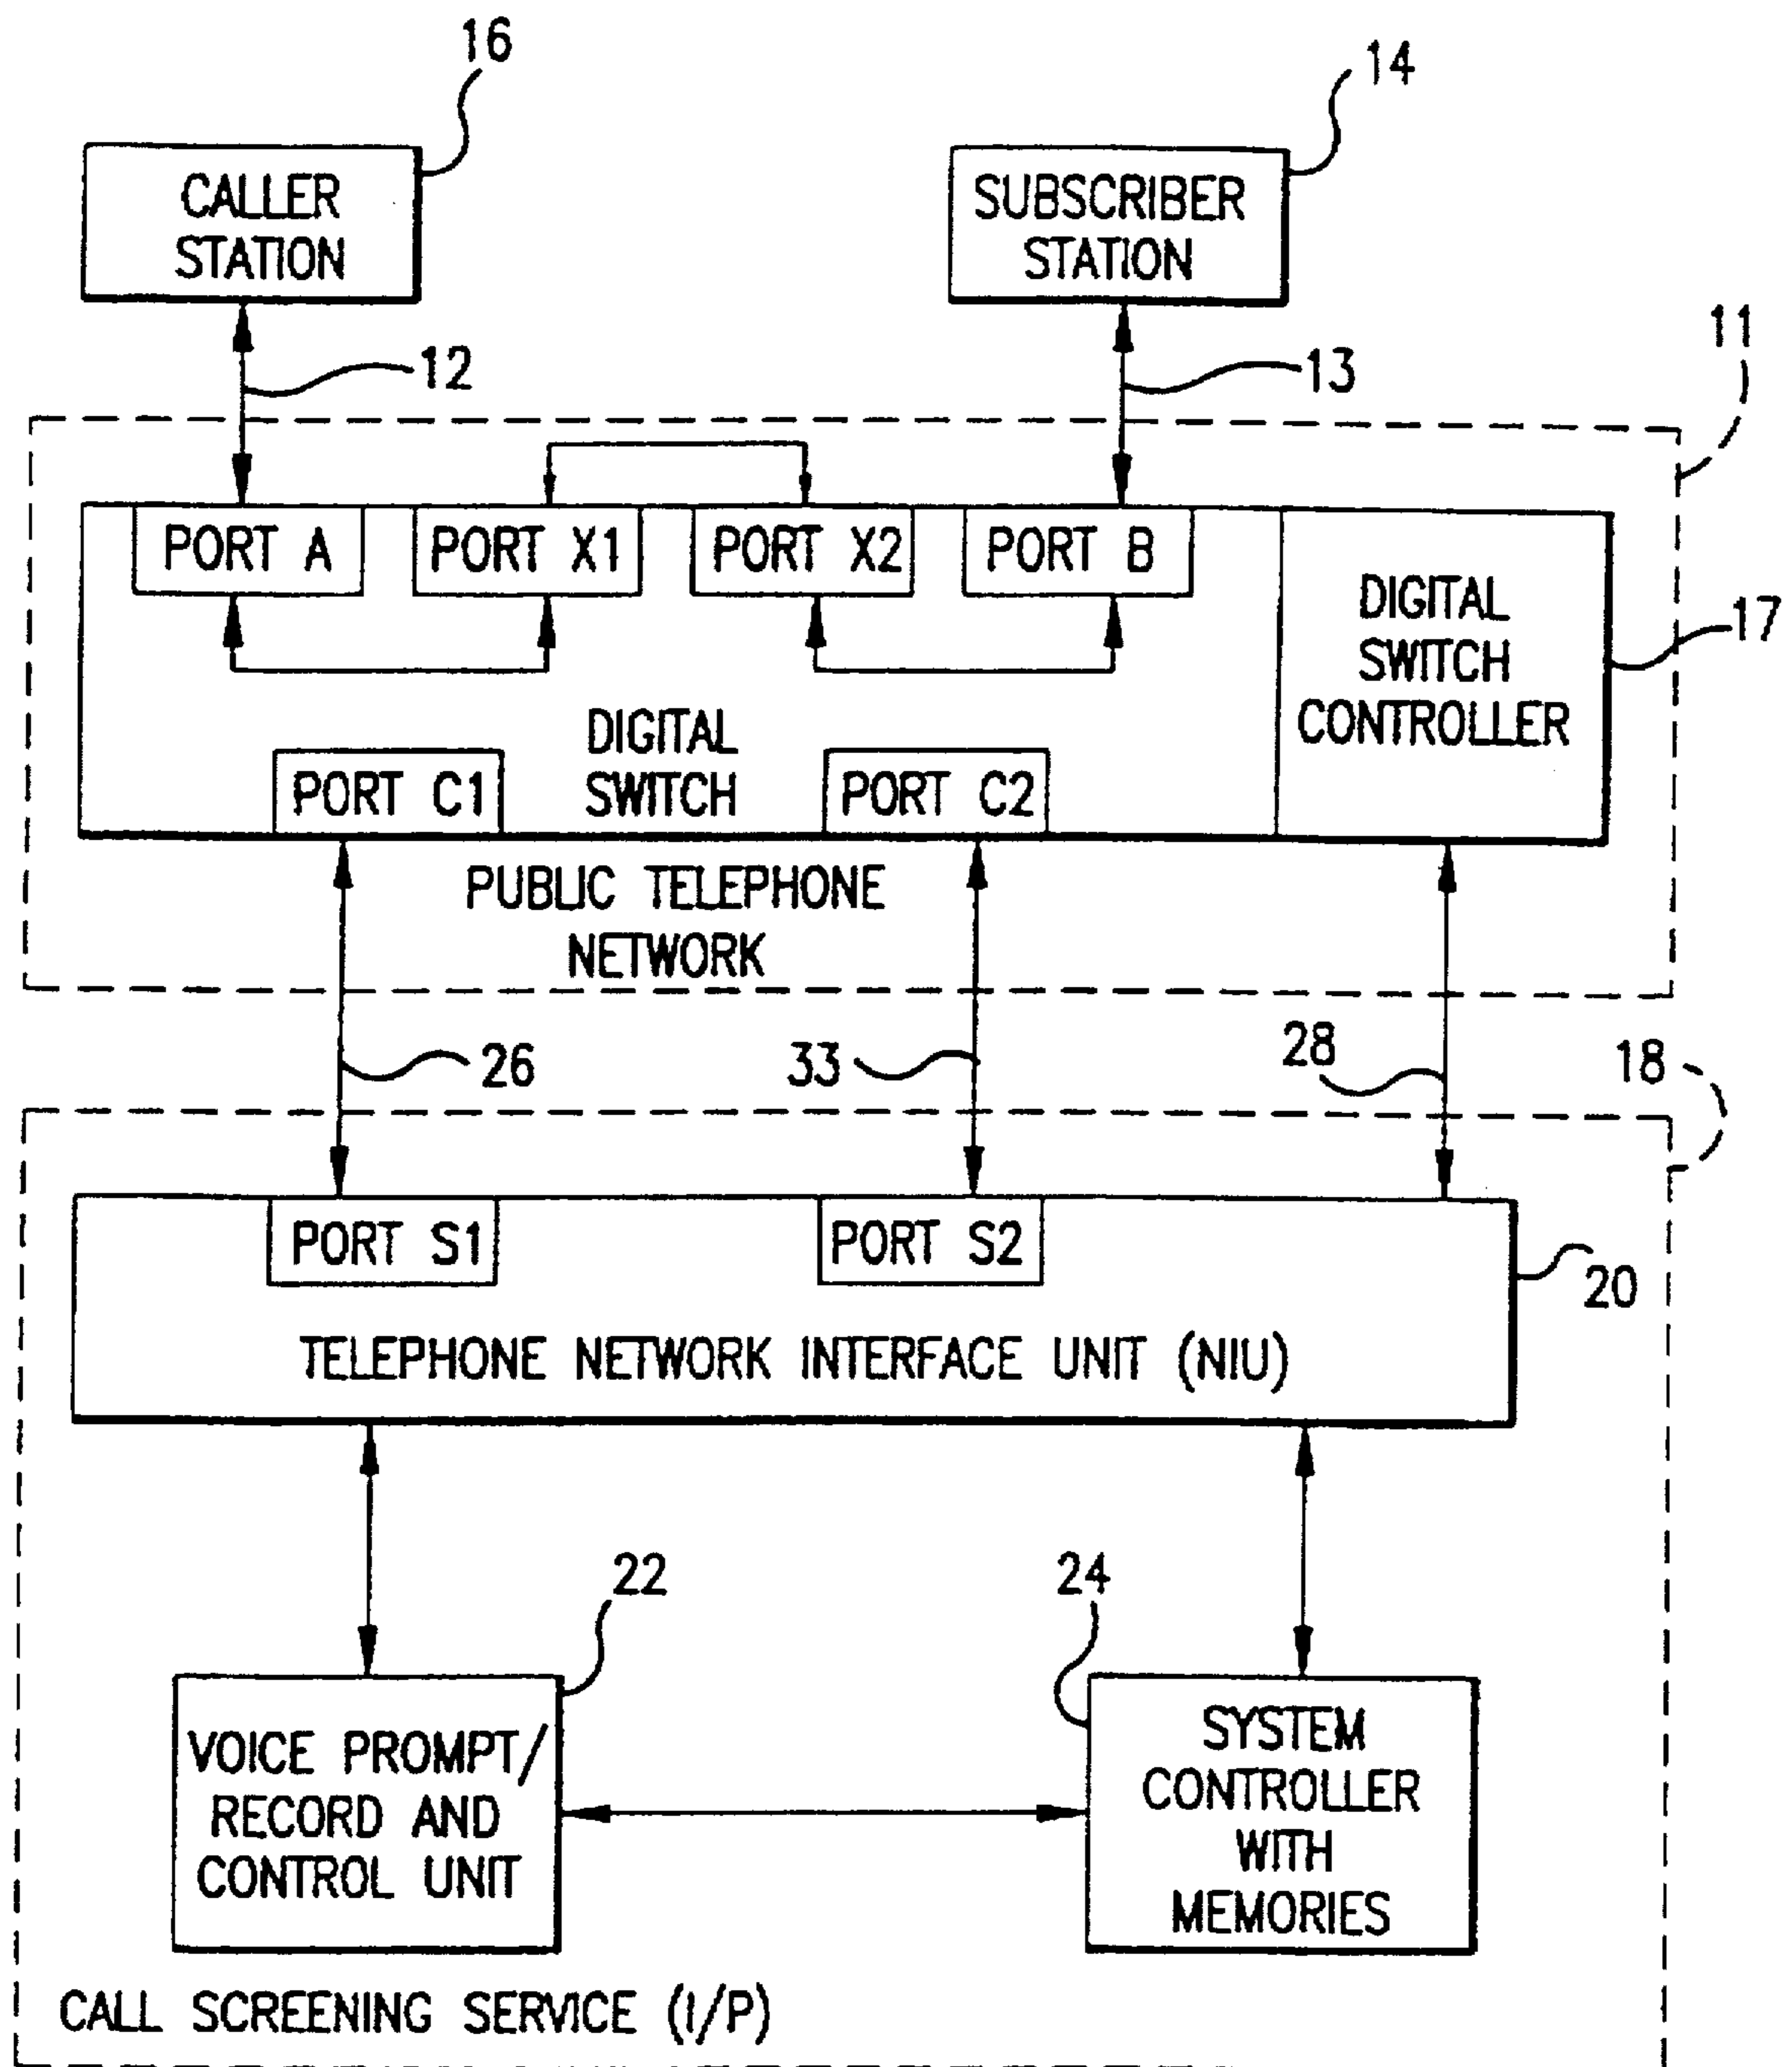 16
14
CALLER
STATION
SUBSCRIBER
STATION
11
12
13
PORT A
PORT X1
PORT X2
PORT B
DIGITAL
SWITCH
CONTROLLER
17
DIGITAL
SWITCH
PORT C1
PORT C2
PUBLIC TELEPHONE
NETWORK
26
33
28
18
PORT S1
PORT S2
20
TELEPHONE NETWORK INTERFACE UNIT (NIU)
22
24
VOICE PROMPT/
RECORD AND
CONTROL UNIT
SYSTEM
CONTROLLER
WITH
MEMORIES
CALL SCREENING SERVICE (I/P)